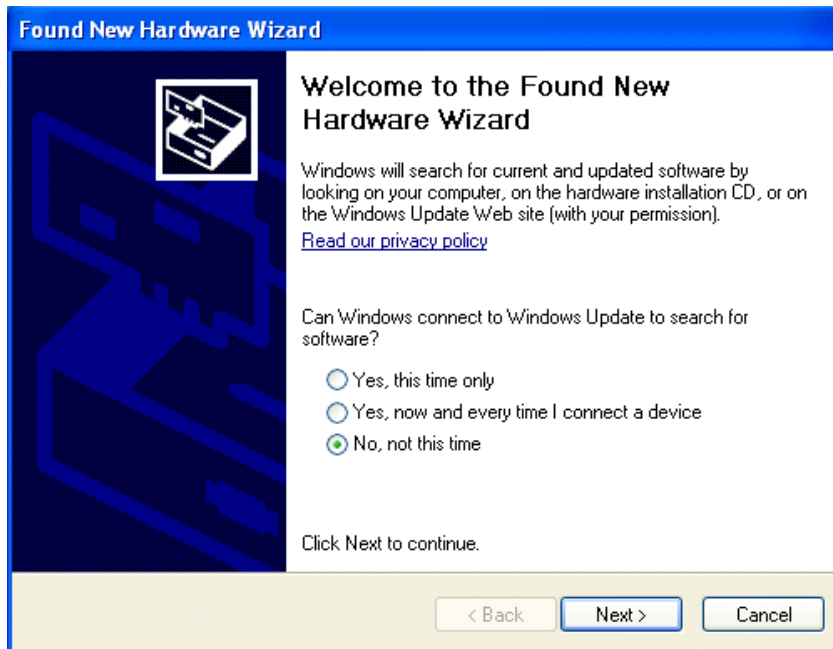 Found New Hardware Wizard
Welcome to the Found New
Hardware Wizard
Windows will search for current and updated software by
looking on your computer, on the hardware installation CD, or on
the Windows Update Web site (with your permission).
Read our privacy policy
Can Windows connect to Windows Update to search for
software?
Yes, this time only
Yes, now and every time I connect a device
No, not this time
Click Next to continue.
< Back Next > Cancel